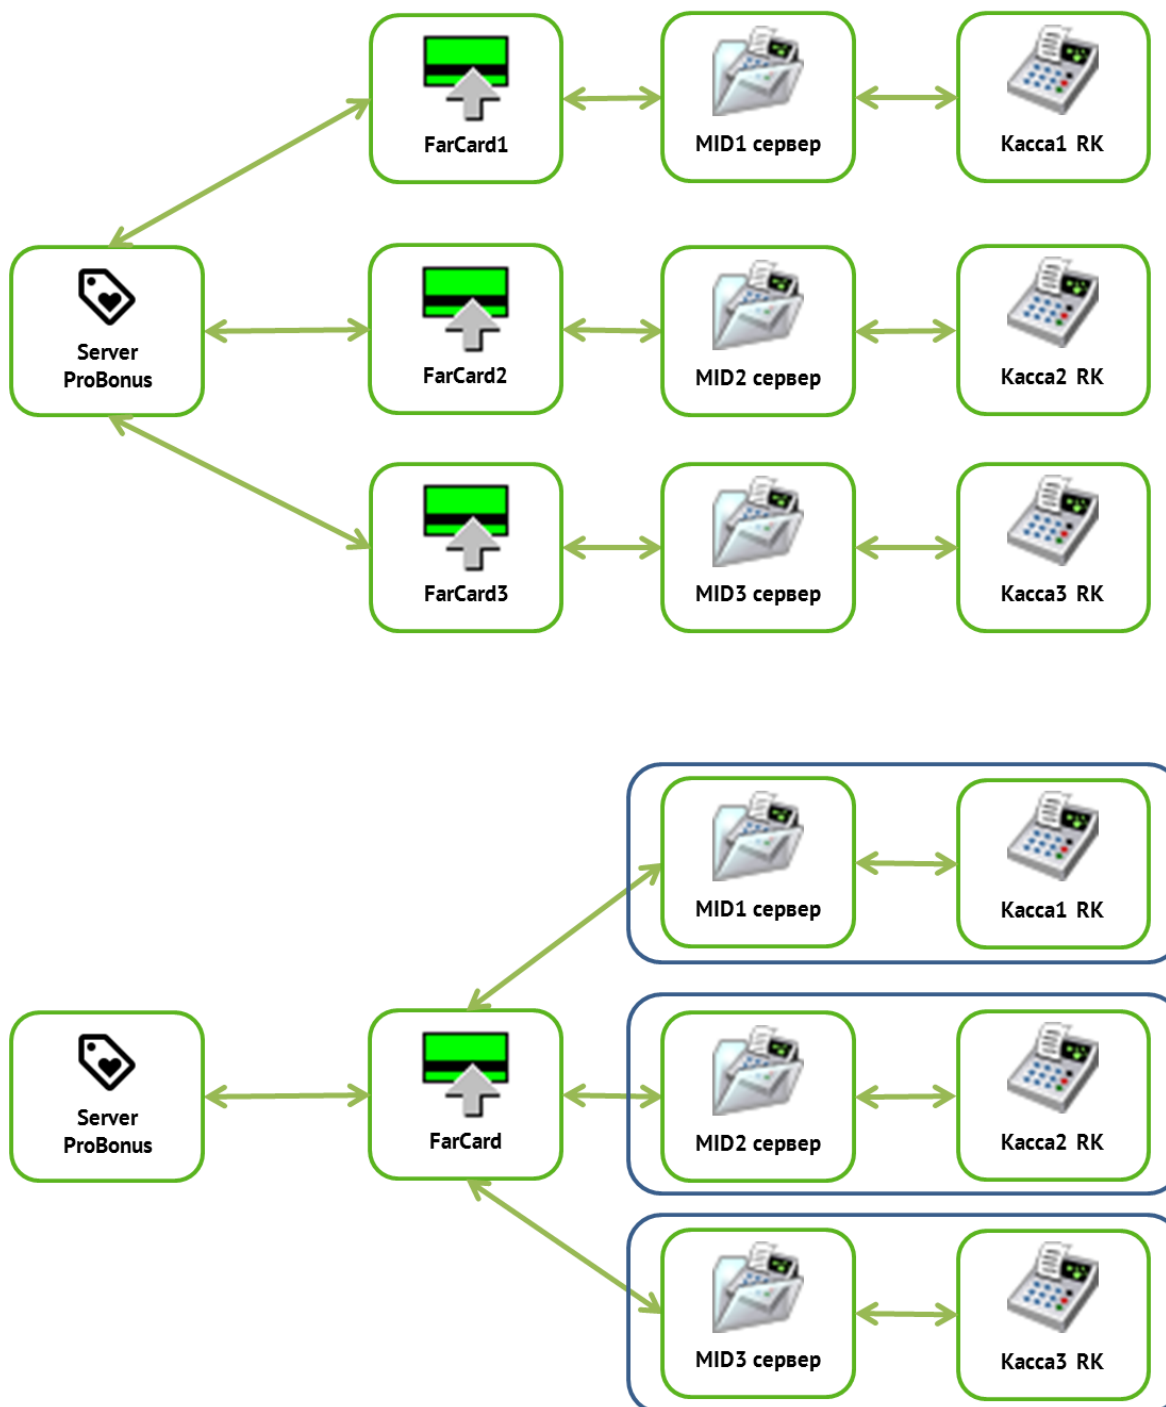 FarCard1
MID1 сервер
Касса1 RK
Server
ProBonus
FarCard2
MID2 сервер
Касса2 RK
FarCard3
MID3 сервер
Касса3 RK
MID1 сервер
Касса1 RK
Server
ProBonus
FarCard
MID2 сервер
Касса2 RK
MID3 сервер
Касса3 RK